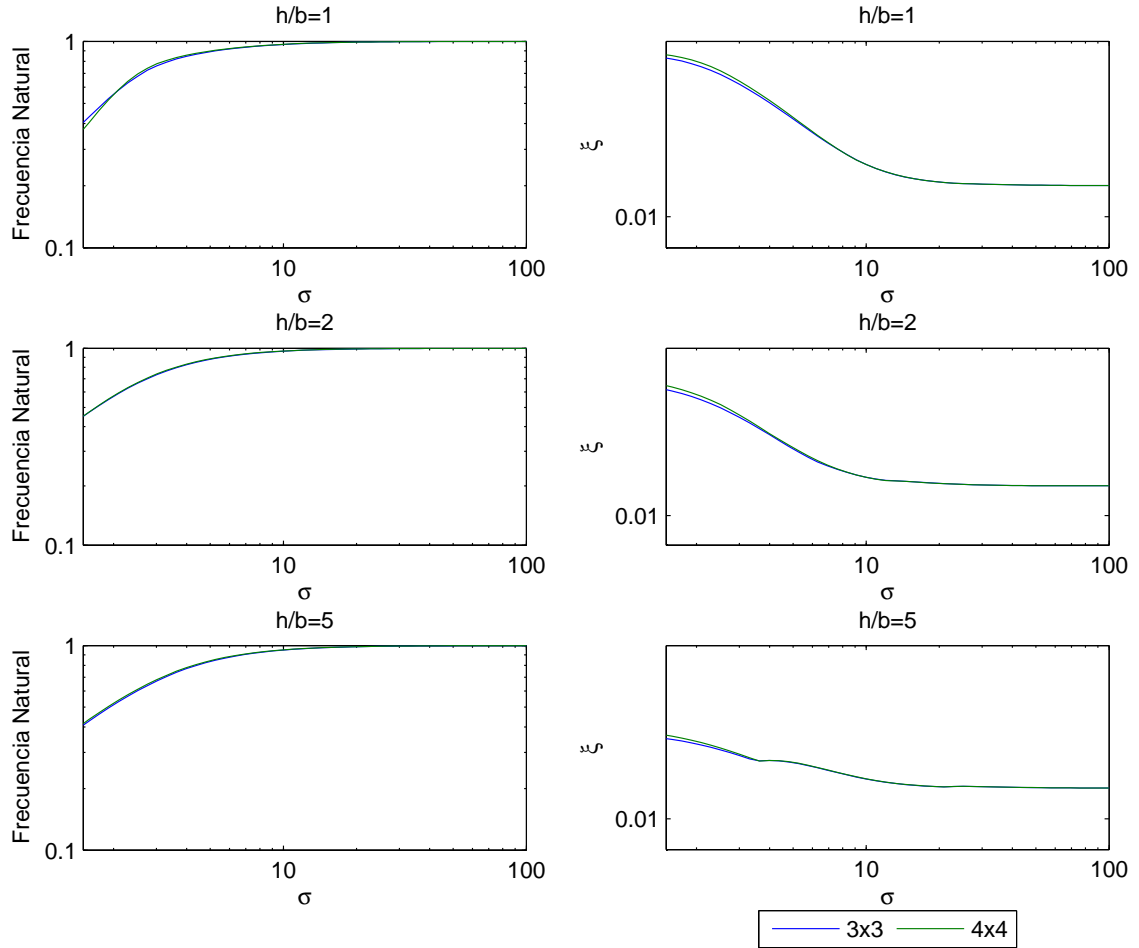 h/b=1
Frecuencia Natural
1
0.1
10
100
σ
h/b=1
ξ
0.01
10
100
σ
h/b=2
Frecuencia Natural
1
0.1
10
100
σ
h/b=2
ξ
0.01
10
100
σ
h/b=5
Frecuencia Natural
1
0.1
10
100
σ
h/b=5
ξ
0.01
10
100
σ
3x3
4x4